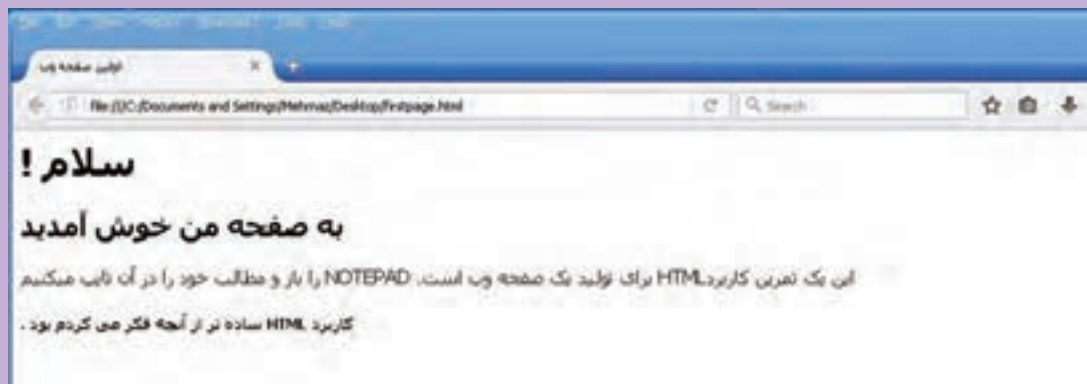 اولین صفحه وب
file:///C:/Documents and Settings/Mehrnaz/Desktop/firstpage.html
Search
سلام !
به صفحه من خوش آمدید
این یک تمرین کاربردHTML برای تولید یک صفحه وب است. NOTEPAD را باز و مطالب خود را در آن تایپ میکنیم
کاربرد HTML ساده تر از آنچه فکر می کردم بود .